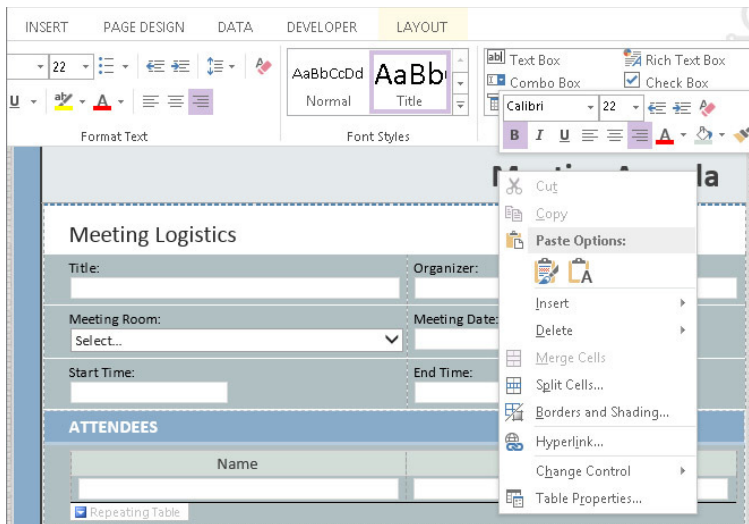 INSERT PAGE DESIGN DATA DEVELOPER LAYOUT
22
AaBbCcDd AaBb
Normal Title
Text Box Rich Text Box
Combo Box Check Box
U A
Format Text Font Styles
Calibri 22
B I U A
Meeting Logistics
Title: Organizer:
Meeting Room: Meeting Date:
Select...
Start Time: End Time:
ATTENDEES
Name
Repeating Table
Cut
Copy
Paste Options:
Insert
Delete
Merge Cells
Split Cells...
Borders and Shading...
Hyperlink...
Change Control
Table Properties...